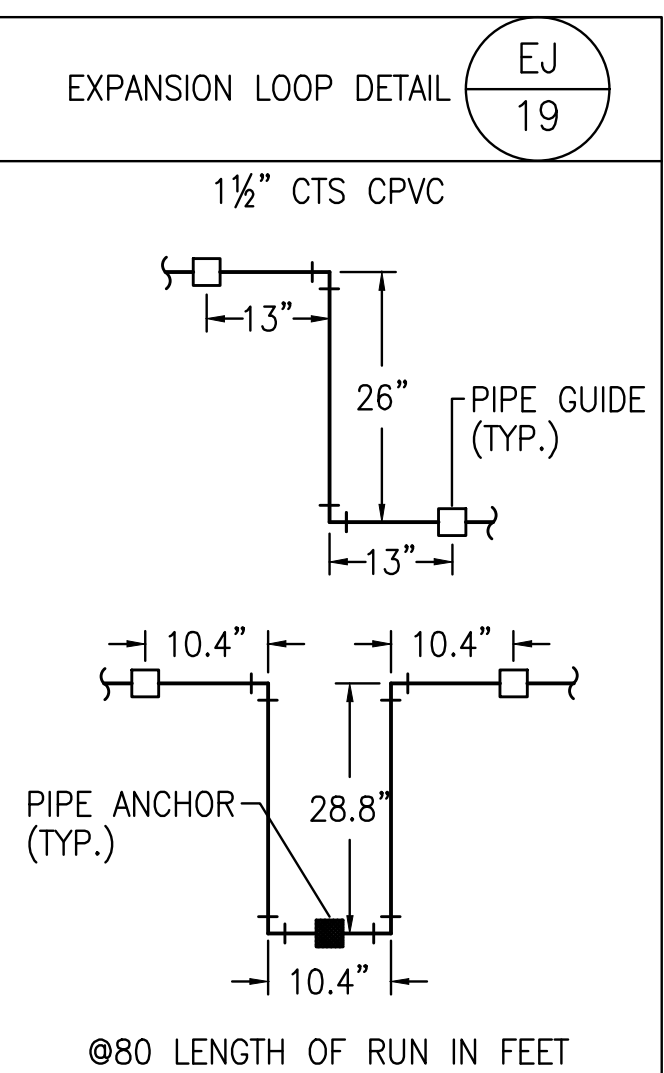 EXPANSION LOOP DETAIL
EJ
19
1½" CTS CPVC
13"
26"
PIPE GUIDE
(TYP.)
13"
10.4"
10.4"
PIPE ANCHOR
(TYP.)
28.8"
10.4"
@80 LENGTH OF RUN IN FEET